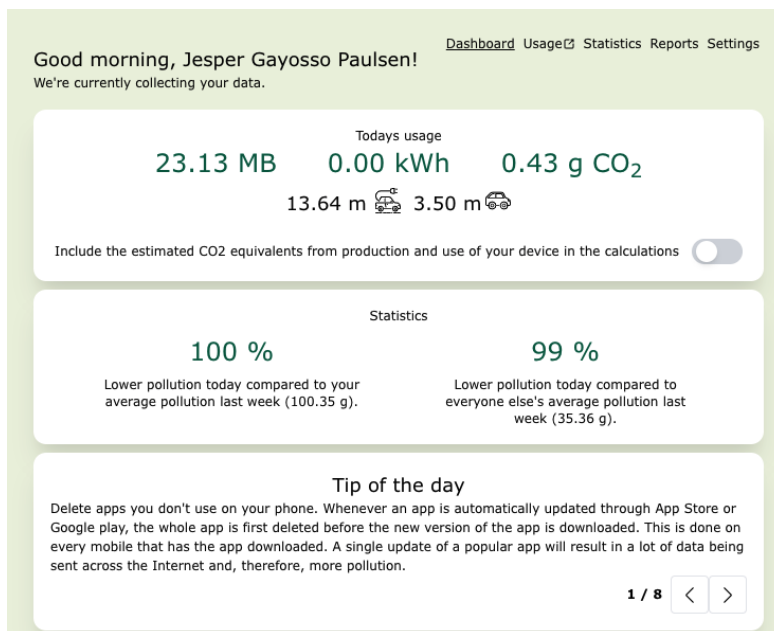 Dashboard Usage Statistics Reports Settings
Good morning, Jesper Gayosso Paulsen!
We're currently collecting your data.
Todays usage
23.13 MB 0.00 kWh 0.43 g CO₂
13.64 m 3.50 m
Include the estimated CO2 equivalents from production and use of your device in the calculations
Statistics
100 % 99 %
Lower pollution today compared to your
average pollution last week (100.35 g).
Lower pollution today compared to
everyone else's average pollution last
week (35.36 g).
Tip of the day
Delete apps you don't use on your phone. Whenever an app is automatically updated through App Store or
Google play, the whole app is first deleted before the new version of the app is downloaded. This is done on
every mobile that has the app downloaded. A single update of a popular app will result in a lot of data being
sent across the Internet and, therefore, more pollution.
1 / 8